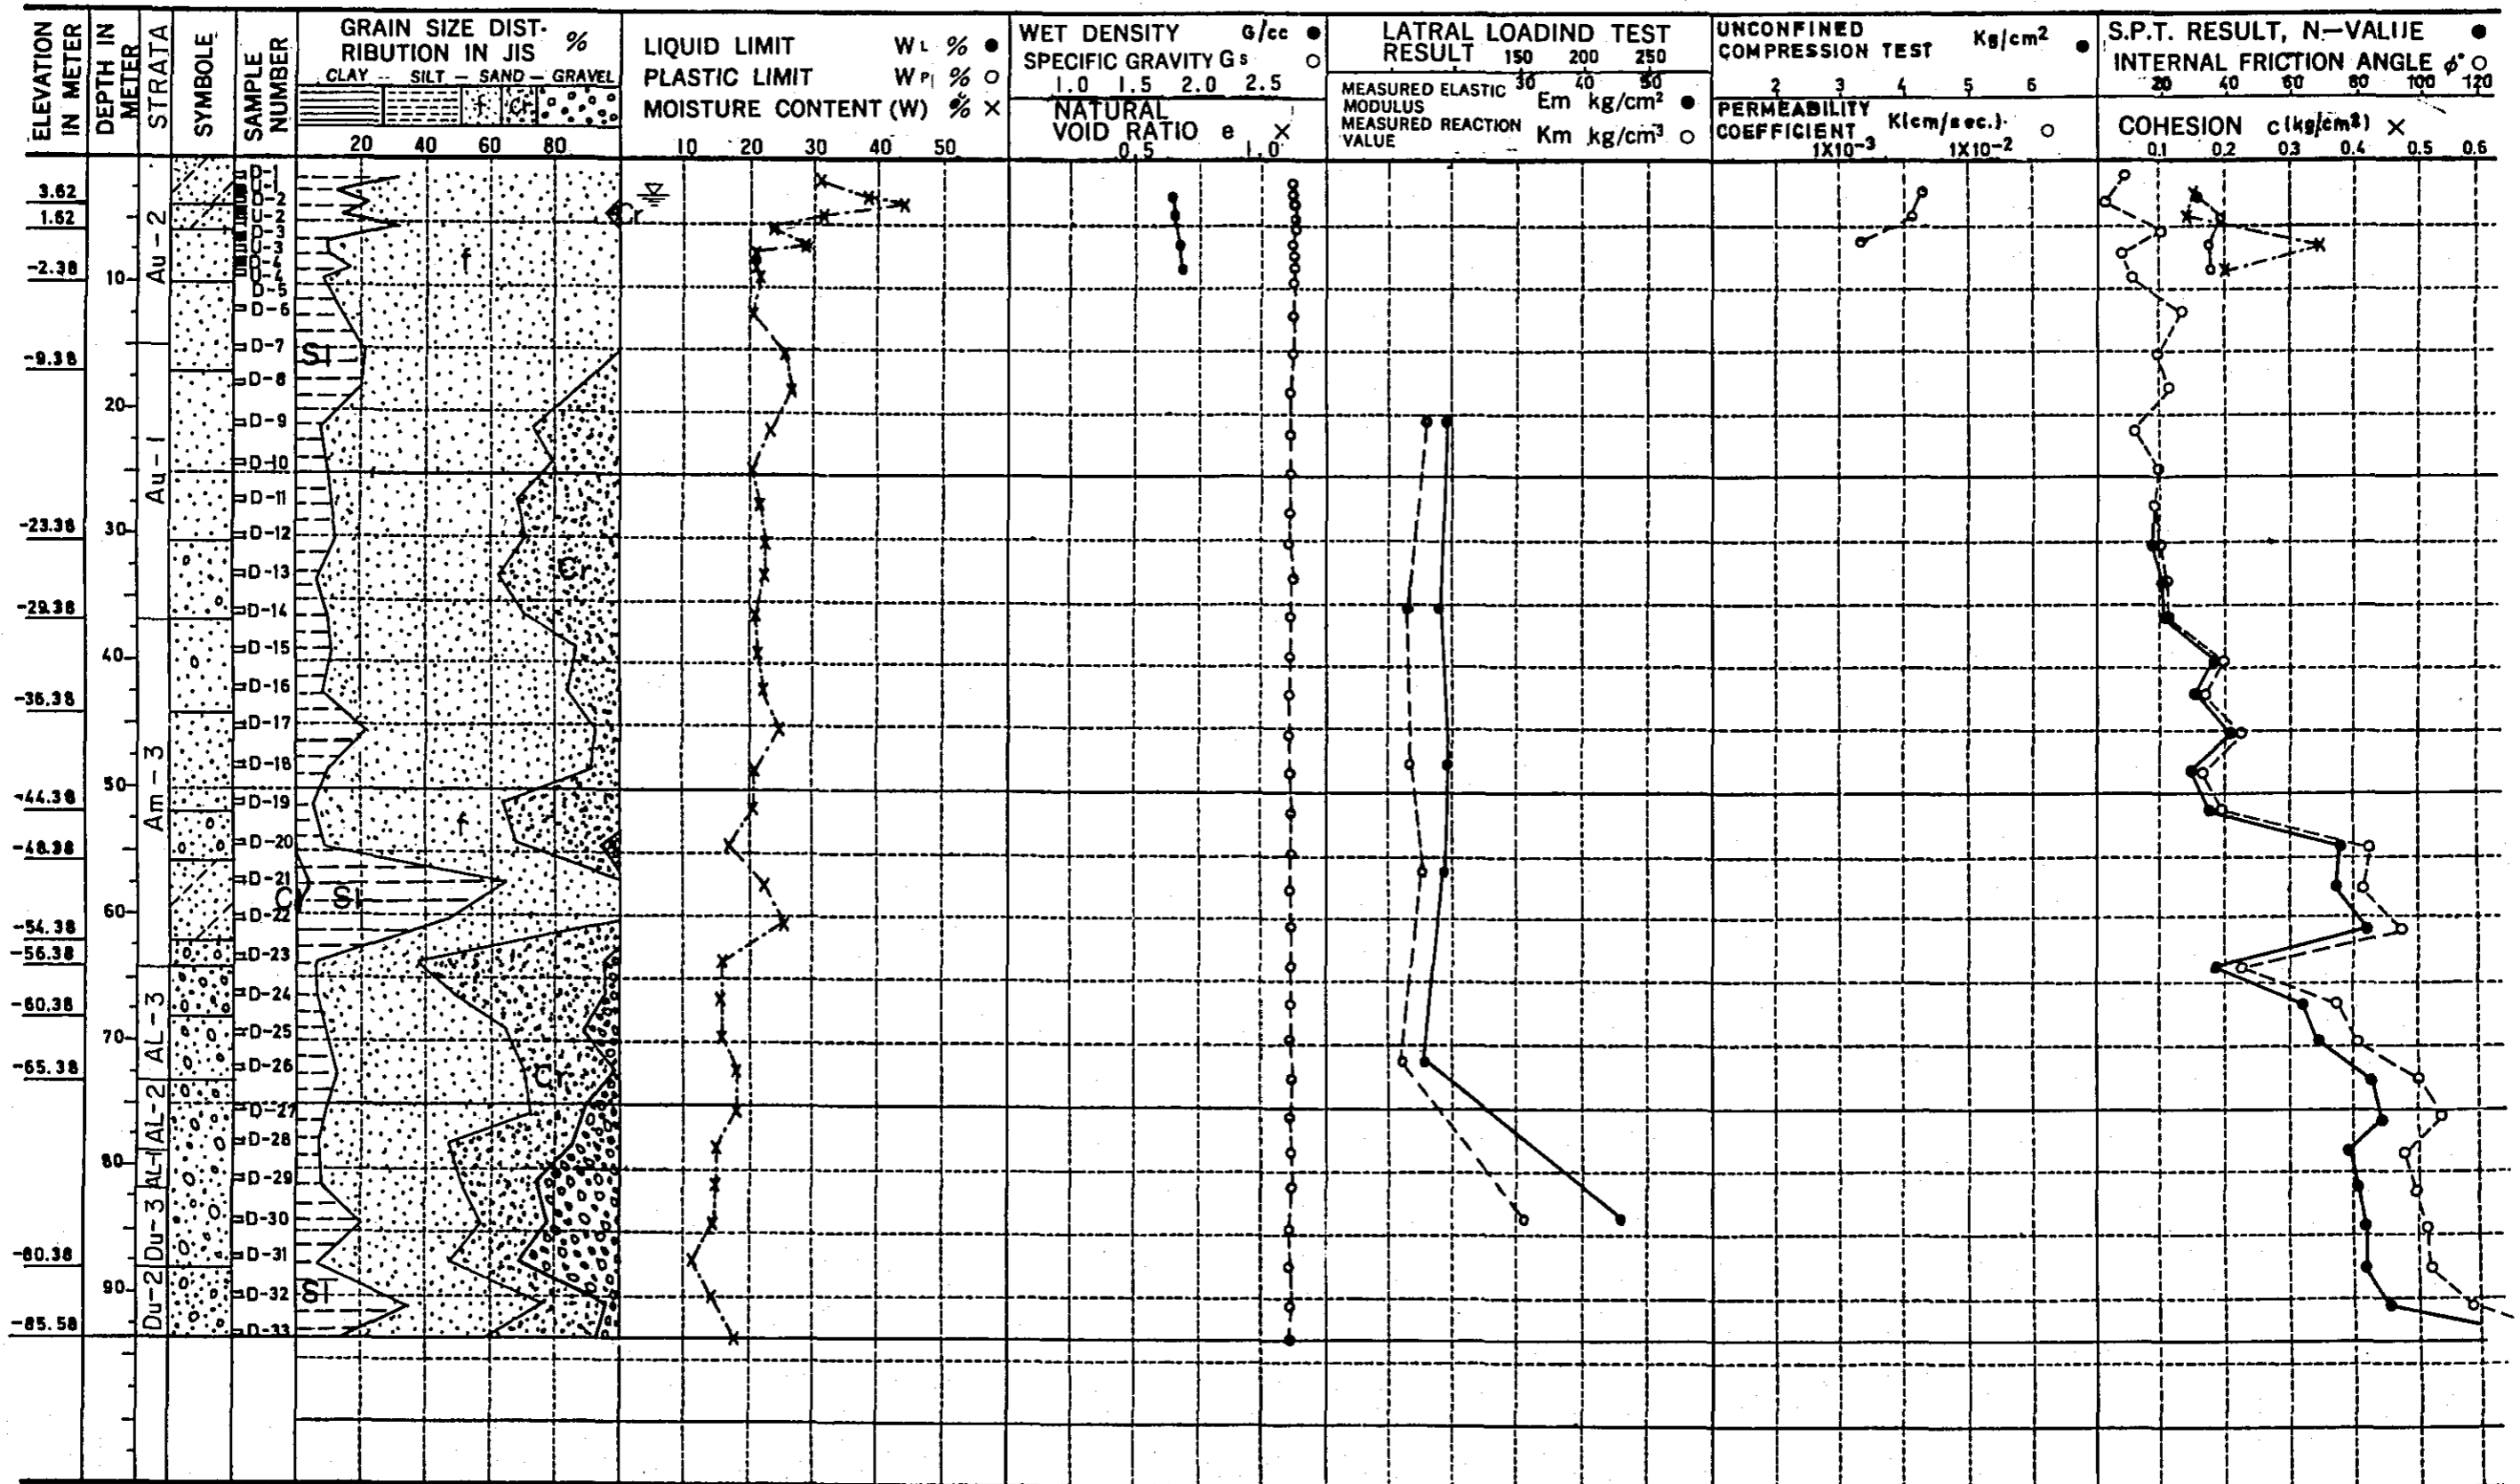 ELEVATION IN METER
DEPTH IN METER
STRATA
SYMBOLE
SAMPLE NUMBER
GRAIN SIZE DIST-
RIBUTION IN JIS %
CLAY -- SILT - SAND - GRAVEL
f Cr
20 40 60 80
LIQUID LIMIT WL % ●
PLASTIC LIMIT WP % ○
MOISTURE CONTENT (W) % ×
10 20 30 40 50
WET DENSITY G/cc ●
SPECIFIC GRAVITY Gs ○
1.0 1.5 2.0 2.5
NATURAL
VOID RATIO e ×
0.5 1.0
LATRAL LOADIND TEST
RESULT 150 200 250
30 40 50
MEASURED ELASTIC
MODULUS Em kg/cm² ●
MEASURED REACTION
VALUE Km kg/cm³ ○
UNCONFINED
COMPRESSION TEST Kg/cm2 ●
2 4 5 6
PERMEABILITY
COEFFICIENT K(cm/sec.) ○
1X10-3 1X10-2
S.P.T. RESULT, N-VALUE ●
INTERNAL FRICTION ANGLE ϕ° ○
20 40 60 80 100 120
COHESION c(kg/cm2) ×
0.1 0.2 0.3 0.4 0.5 0.6
3.62
1.62
-2.38
-9.38
-23.38
-29.38
-36.38
-44.38
-48.38
-54.38
-56.38
-60.38
-65.38
-80.38
-85.58
10
20
30
40
50
60
70
80
90
Au-2
Au-1
Am-3
AL-3
AL-2
AL-1
Du-3
Du-2
D-1
U-1
D-2
U-2
D-3
U-3
D-4
U-4
D-5
D-6
D-7
D-8
D-9
D-10
D-11
D-12
D-13
D-14
D-15
D-16
D-17
D-18
D-19
D-20
D-21
D-22
D-23
D-24
D-25
D-26
D-27
D-28
D-29
D-30
D-31
D-32
D-33
Cr
f
SI
Cr
f
Cl SI
Cr
SI